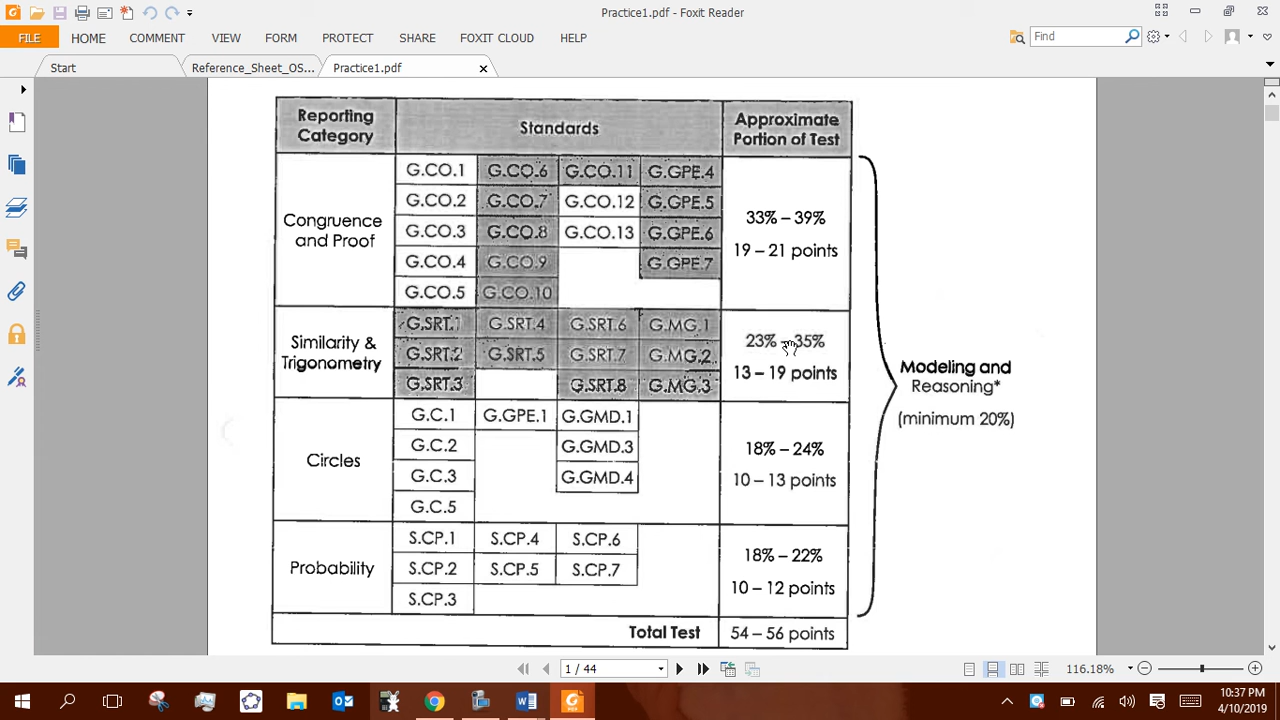 Practice1.pdf - Foxit Reader
FILE HOME COMMENT VIEW FORM PROTECT SHARE FOXIT CLOUD HELP Find
Start Reference_Sheet_OS... Practice1.pdf
Reporting Category Standards Approximate Portion of Test
Congruence and Proof
G.CO.1 G.CO.6 G.CO.11 G.GPE.4
G.CO.2 G.CO.7 G.CO.12 G.GPE.5
G.CO.3 G.CO.8 G.CO.13 G.GPE.6
G.CO.4 G.CO.9 G.GPE.7
G.CO.5 G.CO.10
33% – 39%
19 – 21 points
Similarity & Trigonometry
G.SRT.1 G.SRT.4 G.SRT.6 G.MG.1
G.SRT.2 G.SRT.5 G.SRT.7 G.MG.2
G.SRT.3 G.SRT.8 G.MG.3
23% – 35%
13 – 19 points
Circles
G.C.1 G.GPE.1 G.GMD.1
G.C.2 G.GMD.3
G.C.3 G.GMD.4
G.C.5
18% – 24%
10 – 13 points
Probability
S.CP.1 S.CP.4 S.CP.6
S.CP.2 S.CP.5 S.CP.7
S.CP.3
18% – 22%
10 – 12 points
Total Test 54 – 56 points
Modeling and
Reasoning*
(minimum 20%)
1 / 44 116.18%
10:37 PM
4/10/2019